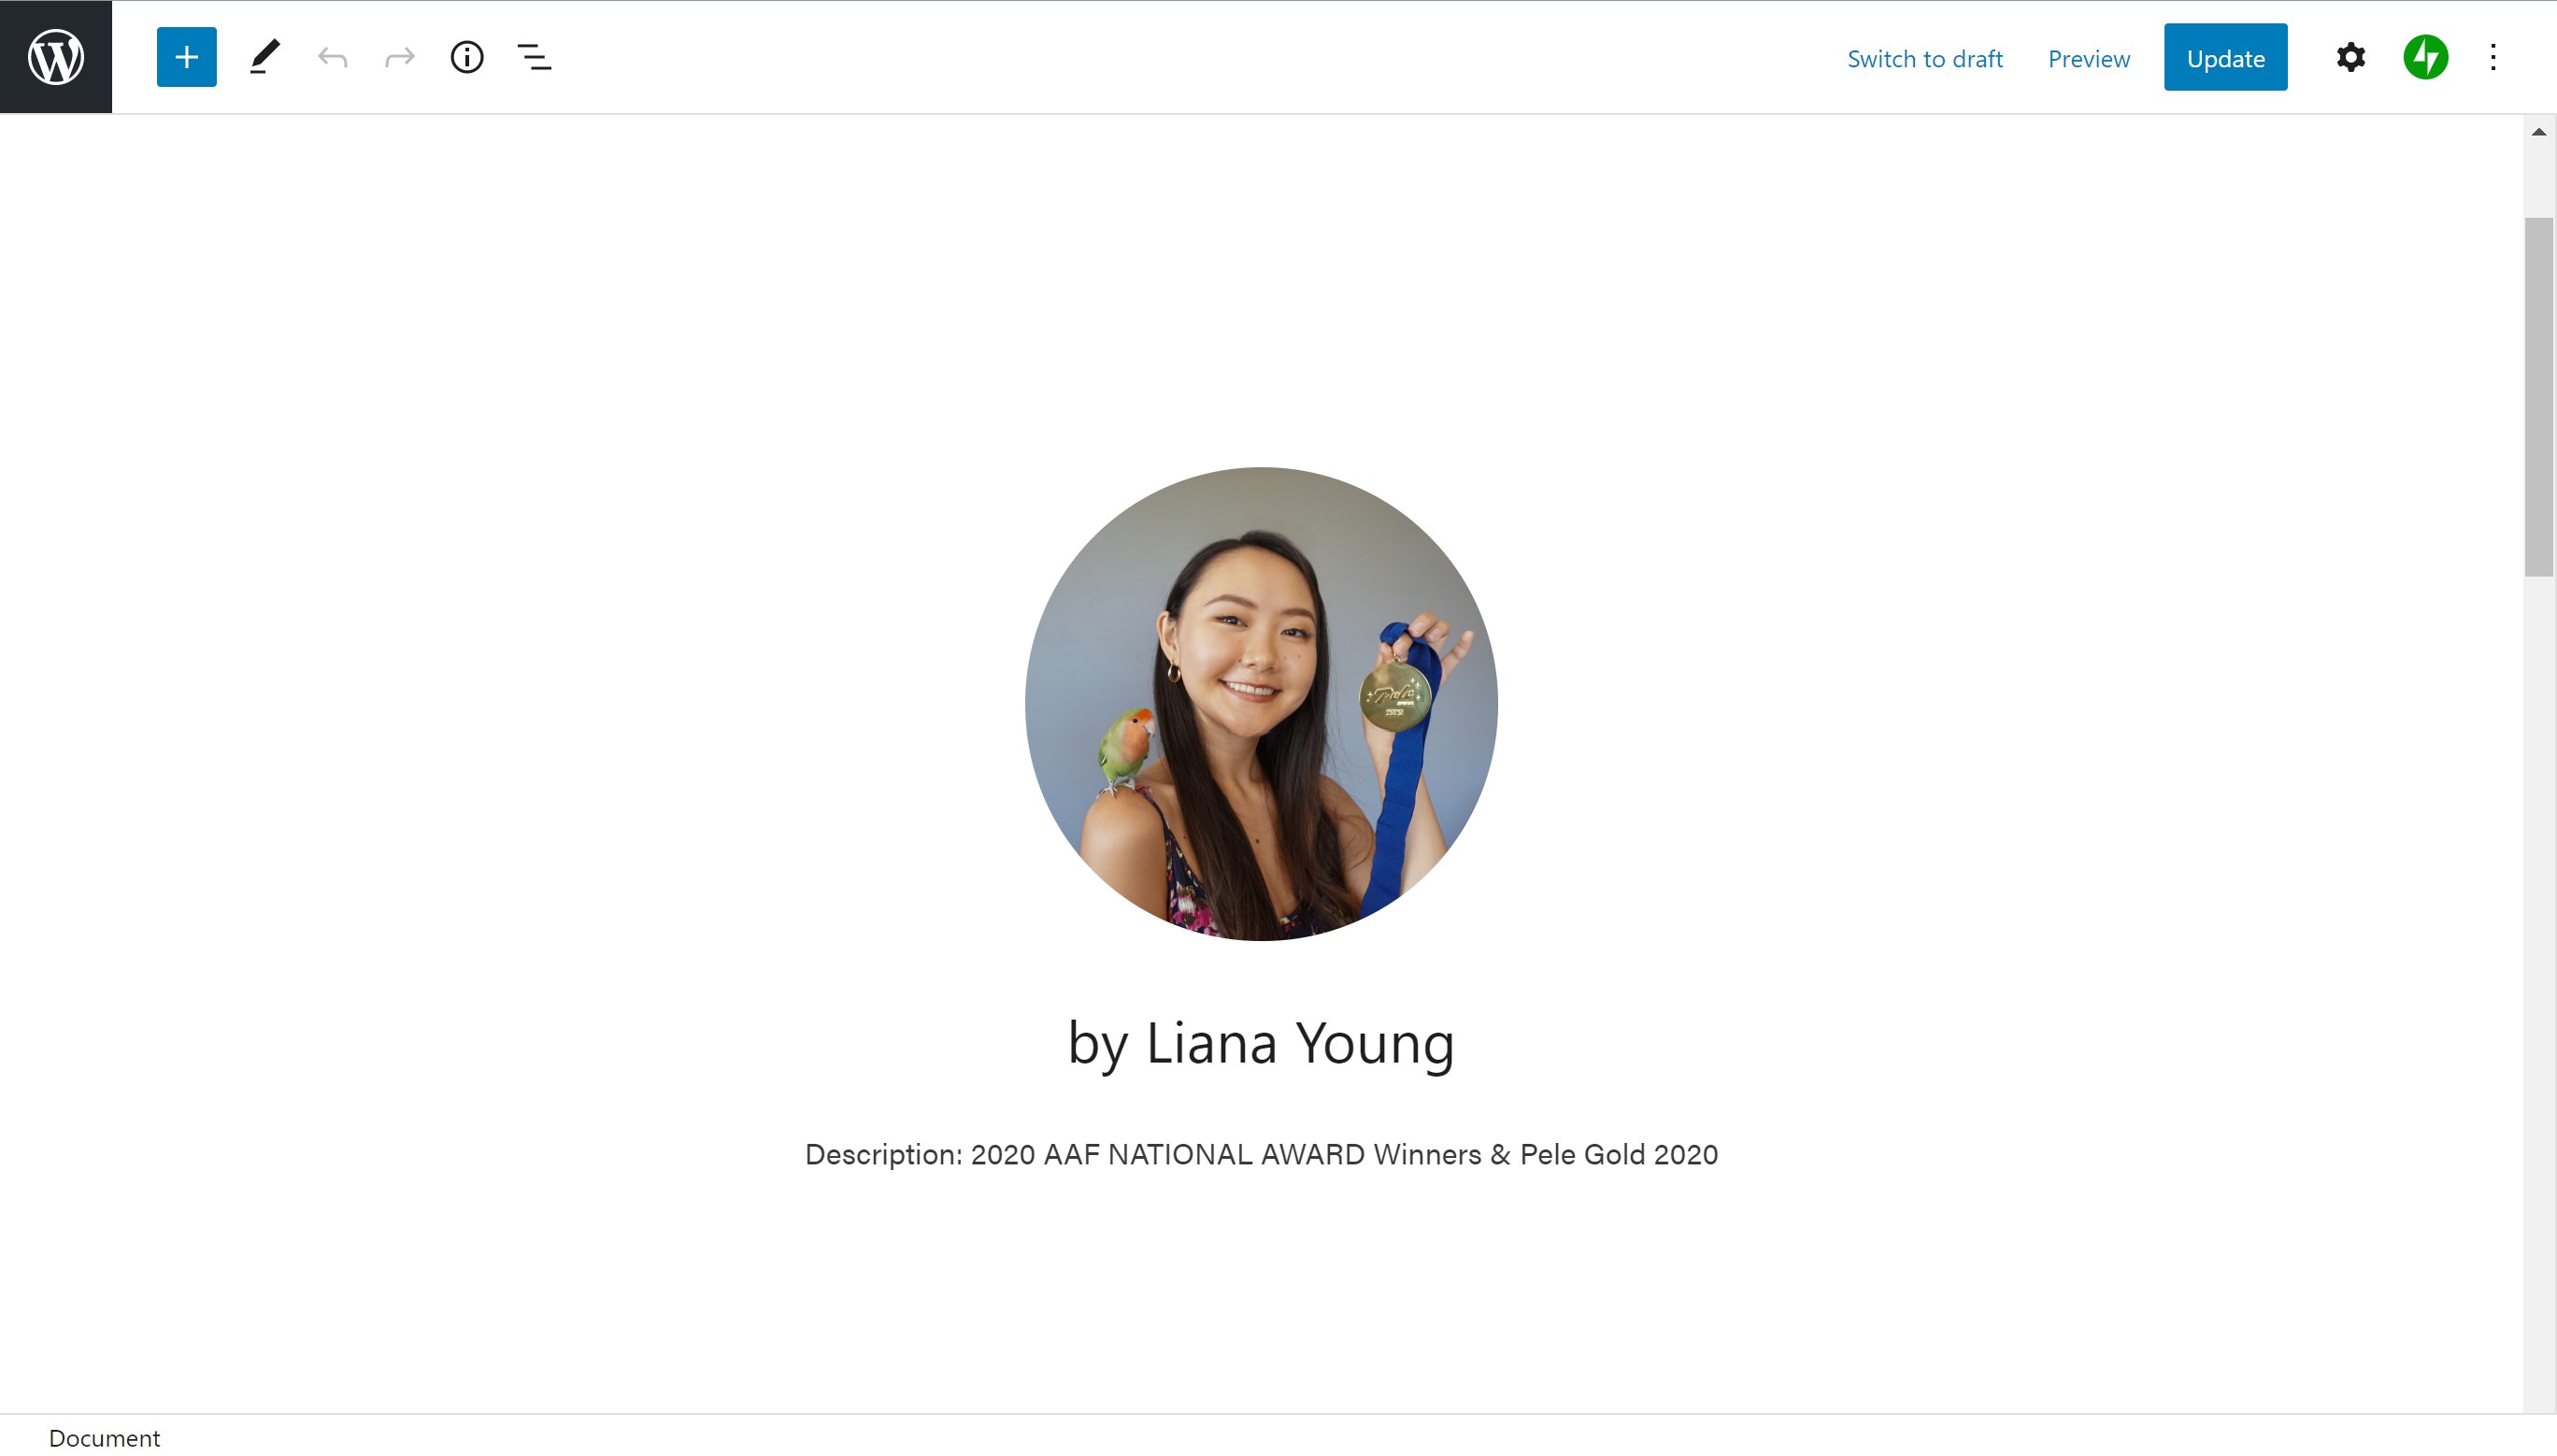 Switch to draft Preview Update
by Liana Young
Description: 2020 AAF NATIONAL AWARD Winners & Pele Gold 2020
Document